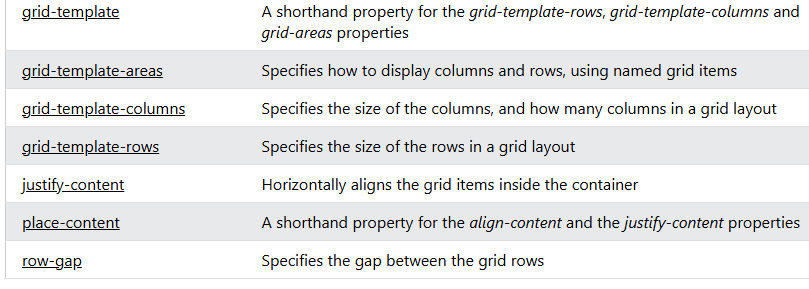 grid-template A shorthand property for the grid-template-rows, grid-template-columns and
grid-areas properties
grid-template-areas Specifies how to display columns and rows, using named grid items
grid-template-columns Specifies the size of the columns, and how many columns in a grid layout
grid-template-rows Specifies the size of the rows in a grid layout
justify-content Horizontally aligns the grid items inside the container
place-content A shorthand property for the align-content and the justify-content properties
row-gap Specifies the gap between the grid rows